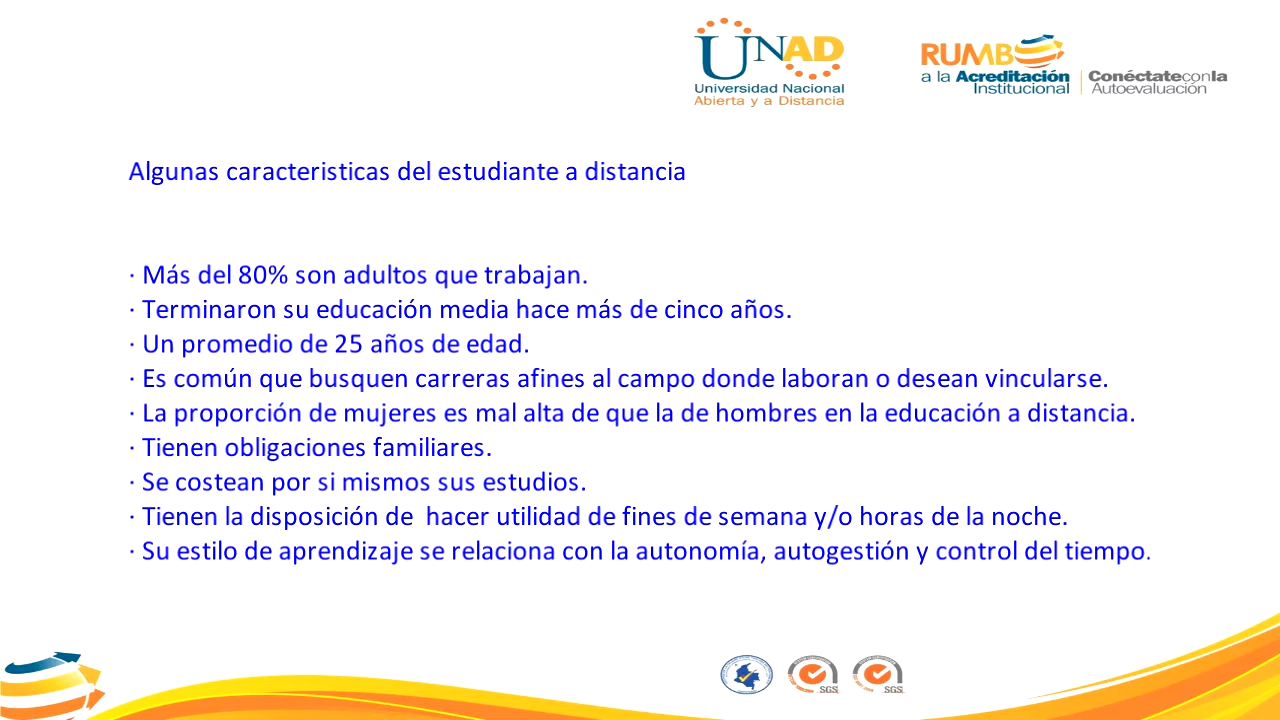 UNAD
Universidad Nacional
Abierta y a Distancia
RUMBO
a la Acreditación
Institucional
ConéctateconIa
Autoevaluación
Algunas caracteristicas del estudiante a distancia
· Más del 80% son adultos que trabajan.
· Terminaron su educación media hace más de cinco años.
· Un promedio de 25 años de edad.
· Es común que busquen carreras afines al campo donde laboran o desean vincularse.
· La proporción de mujeres es mal alta de que la de hombres en la educación a distancia.
· Tienen obligaciones familiares.
· Se costean por si mismos sus estudios.
· Tienen la disposición de  hacer utilidad de fines de semana y/o horas de la noche.
· Su estilo de aprendizaje se relaciona con la autonomía, autogestión y control del tiempo.
SGS
SGS